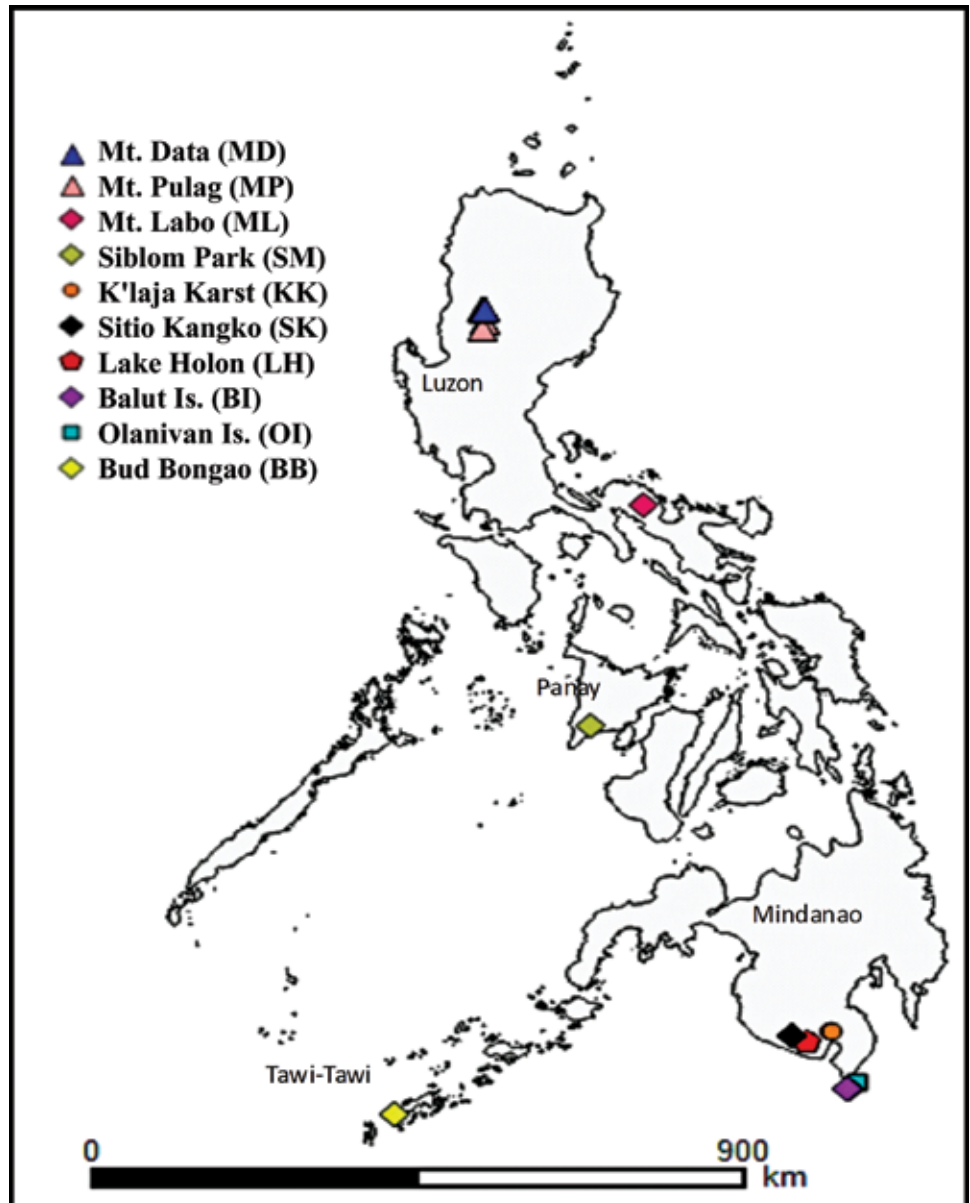 Mt. Data (MD)
Mt. Pulag (MP)
Mt. Labo (ML)
Siblom Park (SM)
K'laja Karst (KK)
Sitio Kangko (SK)
Lake Holon (LH)
Balut Is. (BI)
Olanivan Is. (OI)
Bud Bongao (BB)
Luzon
Panay
Mindanao
Tawi-Tawi
0 900 km